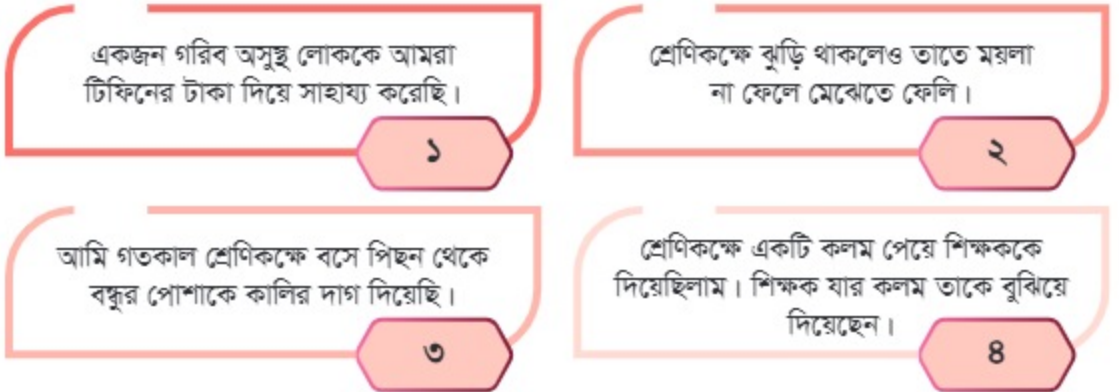 একজন গরিব অসুস্থ লোককে আমরা
টিফিনের টাকা দিয়ে সাহায্য করেছি।
১
শ্রেণিকক্ষে ঝুড়ি থাকলেও তাতে ময়লা
না ফেলে মেঝেতে ফেলি।
২
আমি গতকাল শ্রেণিকক্ষে বসে পিছন থেকে
বন্ধুর পোশাকে কালির দাগ দিয়েছি।
৩
শ্রেণিকক্ষে একটি কলম পেয়ে শিক্ষককে
দিয়েছিলাম। শিক্ষক যার কলম তাকে বুঝিয়ে
দিয়েছেন।
৪